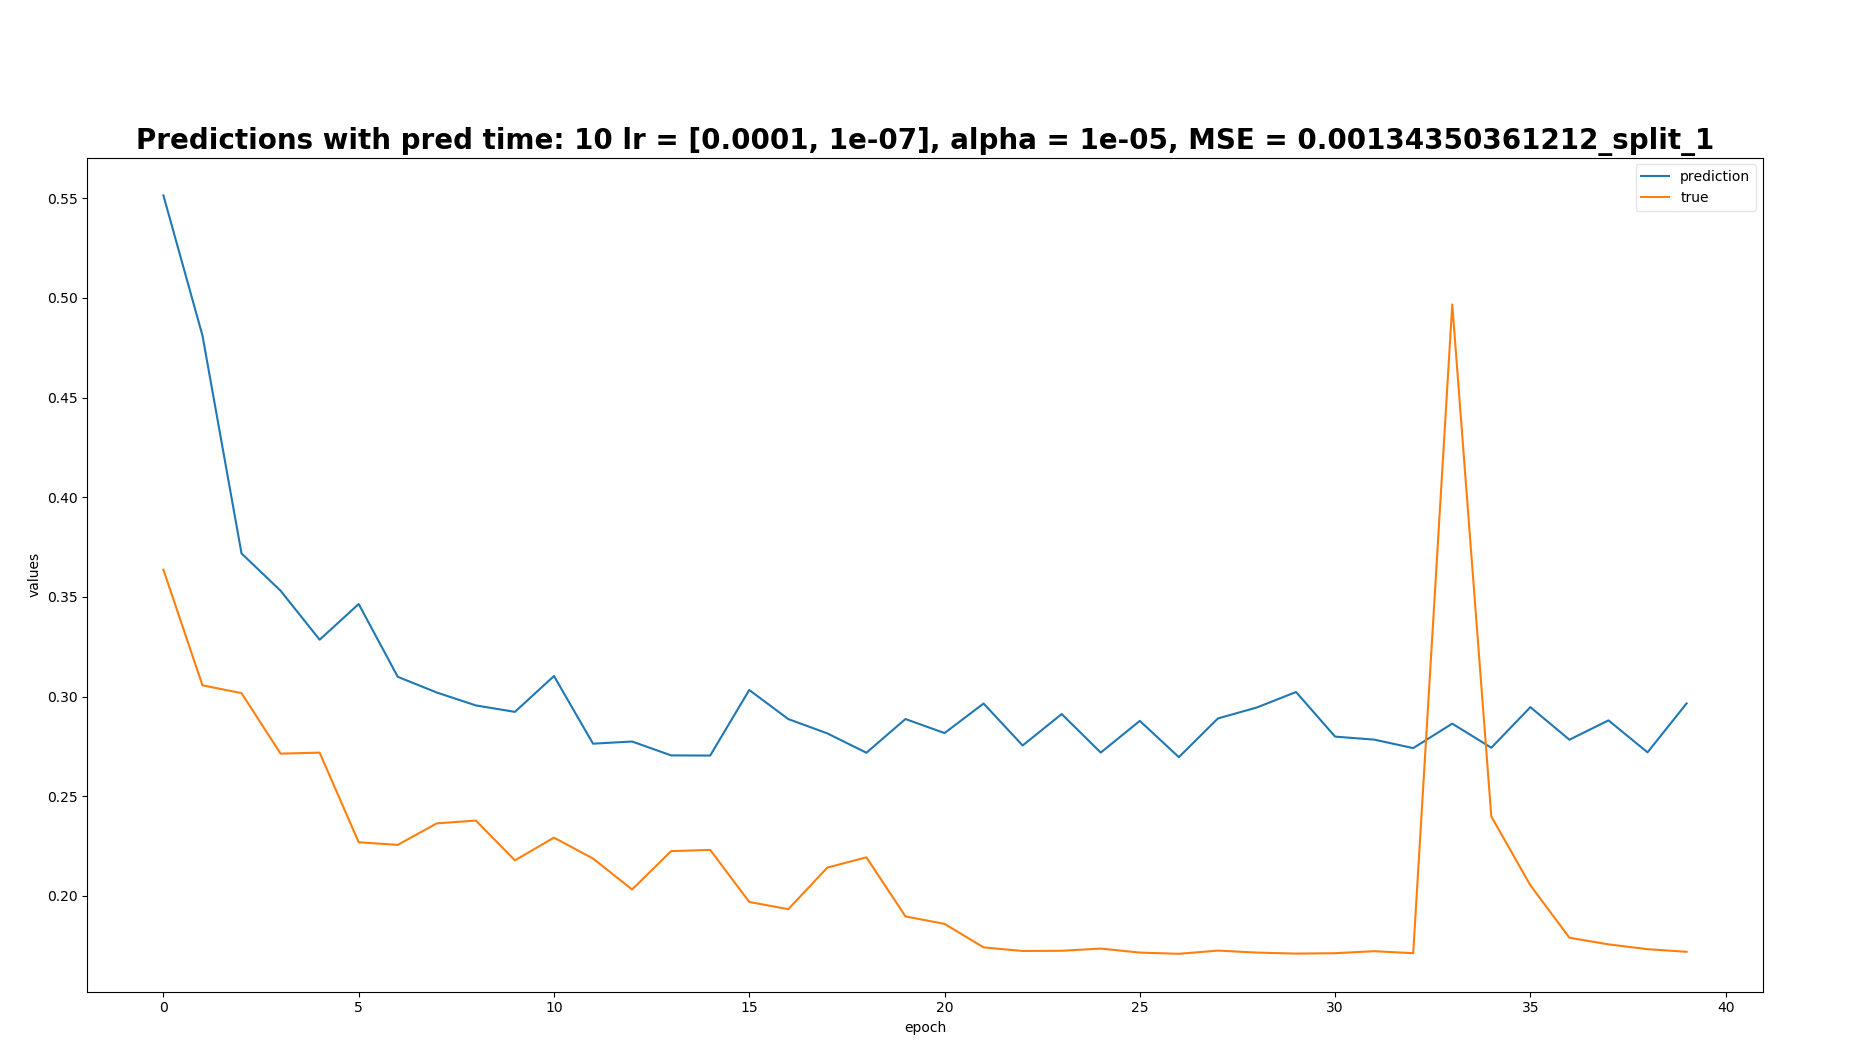 Predictions with pred time: 10 lr = [0.0001, 1e-07], alpha = 1e-05, MSE = 0.00134350361212_split_1
prediction
true
0.55
0.50
0.45
0.40
0.35
0.30
0.25
0.20
values
0 5 10 15 20 25 30 35 40
epoch